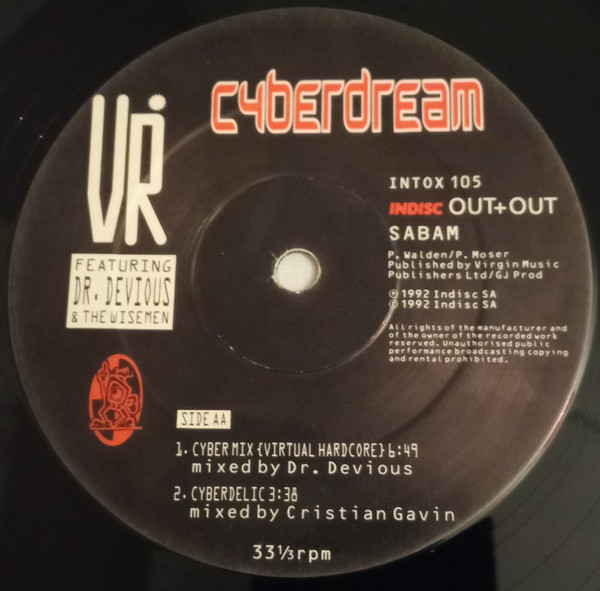 cyberdream
VR
FEATURING
DR. DEVIOUS
& THE WISEMEN
INTOX 105
INDISC OUT+OUT
SABAM
P. Walden/P. Moser
Published by Virgin Music
Publishers Ltd/GJ Prod
℗ 1992 Indisc SA
© 1992 Indisc SA
All rights of the manufacturer and
of the owner of the recorded work
reserved. Unauthorised public
performance broadcasting copying
and rental prohibited.
SIDE AA
1. CYBER MIX {VIRTUAL HARDCORE} 6:49
mixed by Dr. Devious
2. CYBERDELIC 3:38
mixed by Cristian Gavin
33⅓rpm